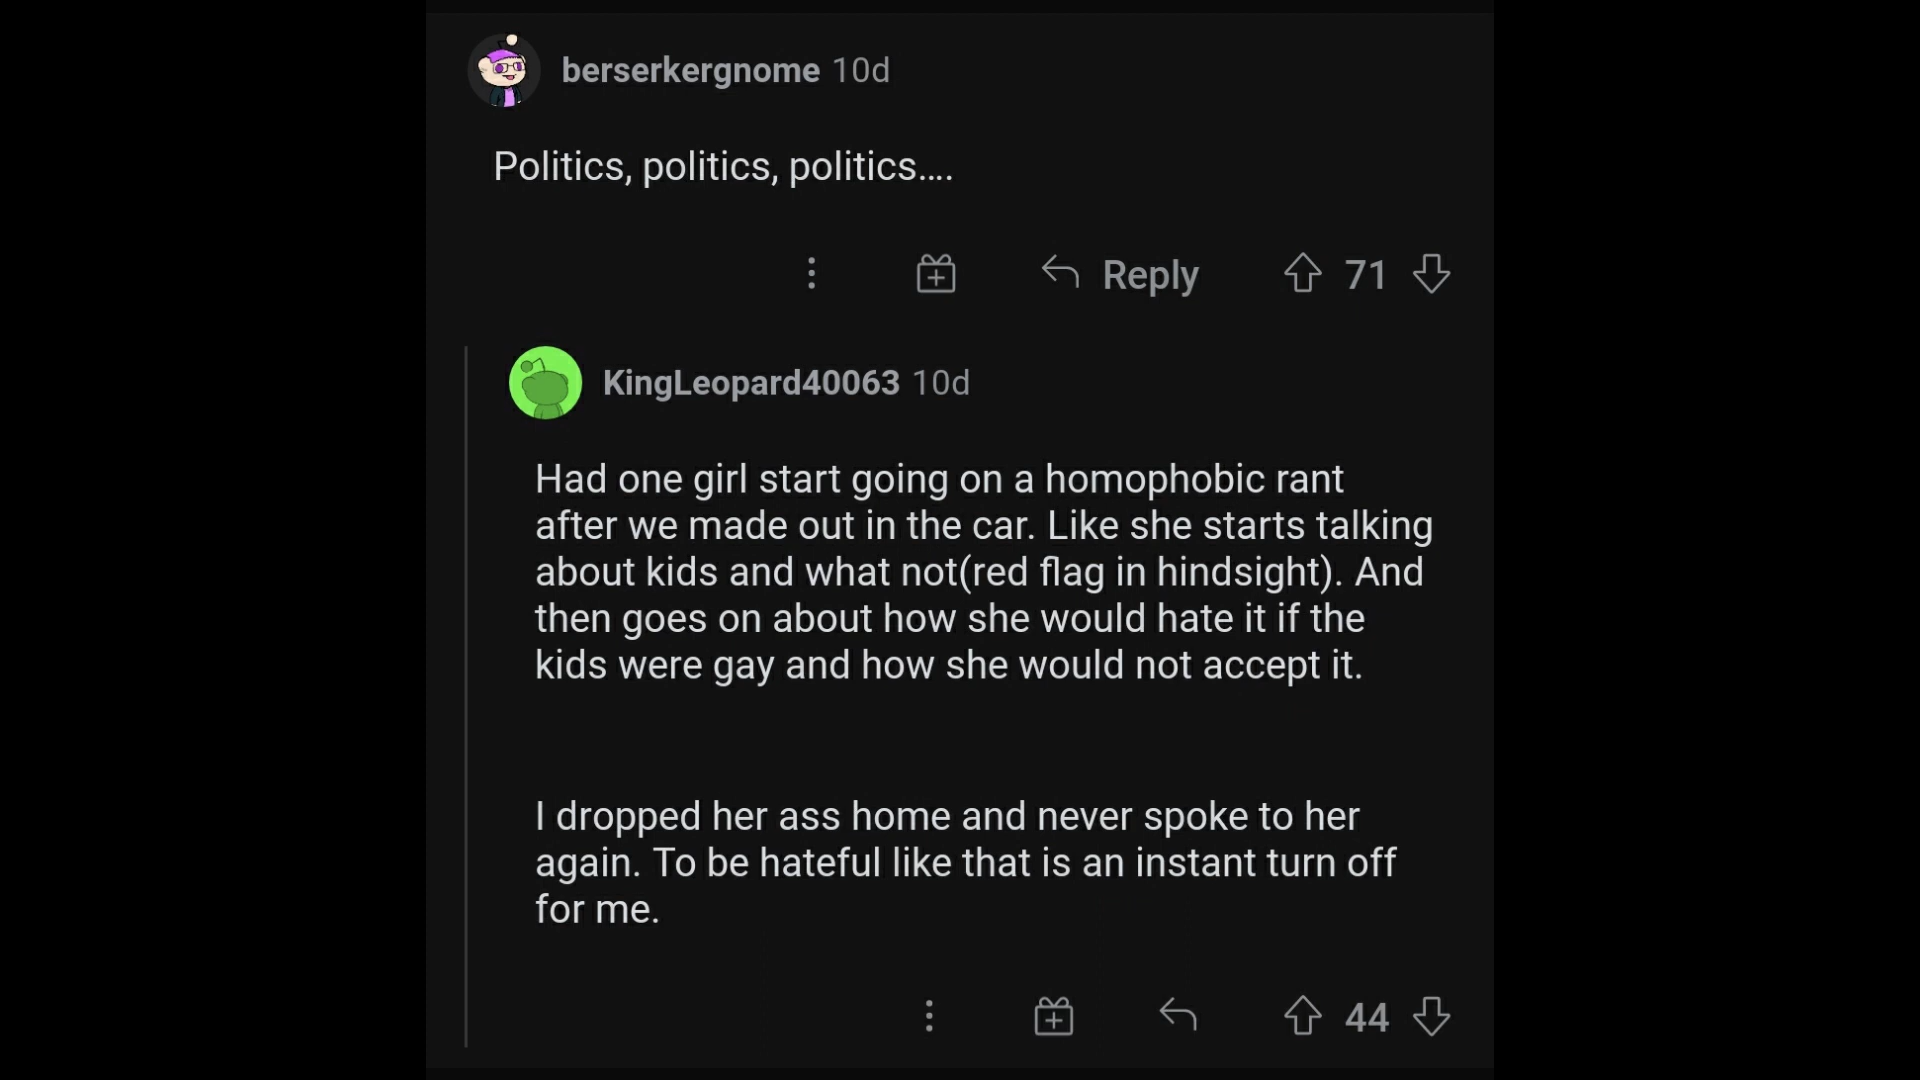 berserkergnome 10d
Politics, politics, politics....
Reply 71
KingLeopard40063 10d
Had one girl start going on a homophobic rant
after we made out in the car. Like she starts talking
about kids and what not(red flag in hindsight). And
then goes on about how she would hate it if the
kids were gay and how she would not accept it.
I dropped her ass home and never spoke to her
again. To be hateful like that is an instant turn off
for me.
44